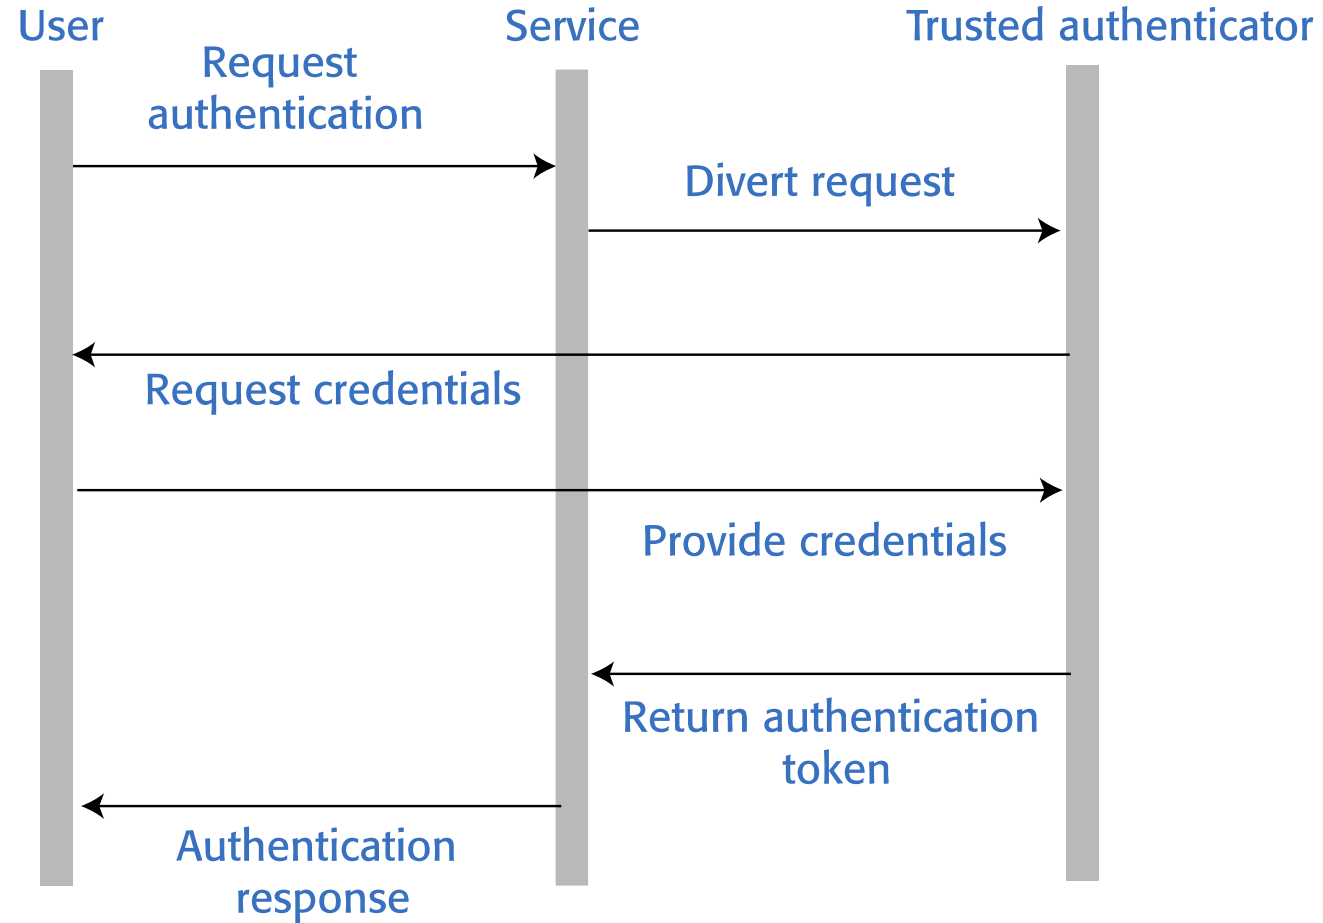 User
Service
Trusted authenticator
Request
authentication
Divert request
Request credentials
Provide credentials
Return authentication
token
Authentication
response